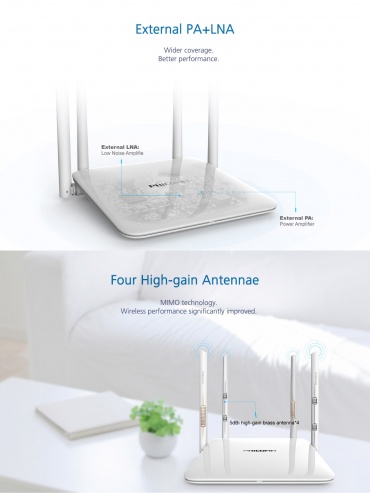 External PA+LNA
Wider coverage.
Better performance.
External LNA:
Low Noise Amplifie
External PA:
Power Amplifier
Four High-gain Antennae
MIMO technology.
Wireless performance significantly improved.
5dBi high-gain brass antenna*4